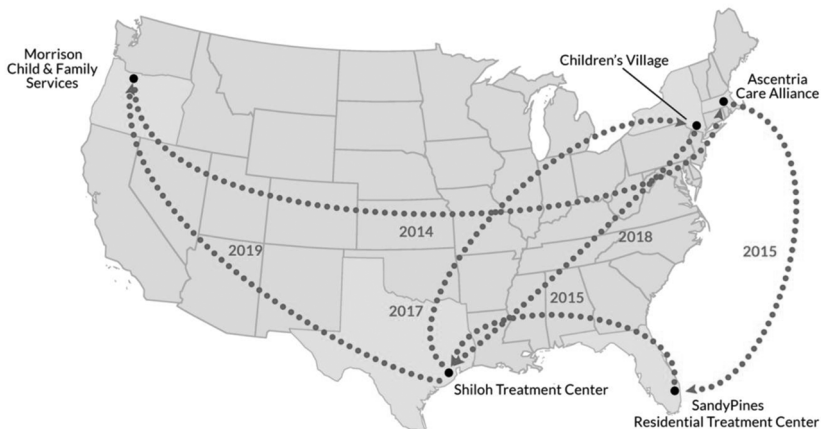 Morrison
Child & Family
Services
Children's Village
Ascentria
Care Alliance
2019
2014
2018
2015
2015
2017
Shiloh Treatment Center
SandyPines
Residential Treatment Center